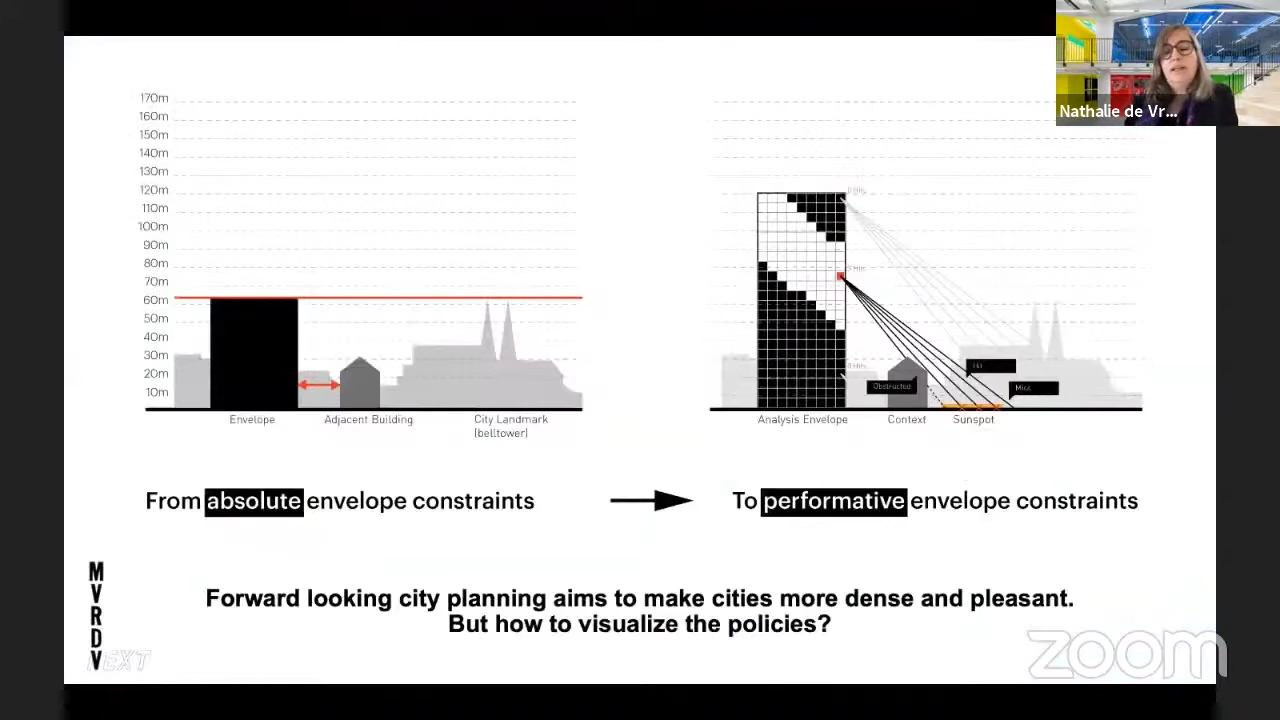 Nathalie de Vr...
170m
160m
150m
140m
130m
120m
110m
100m
90m
80m
70m
60m
50m
40m
30m
20m
10m
Envelope
Adjacent Building
City Landmark
(belltower)
Obstructed
Analysis Envelope
Context
Sunspot
From absolute envelope constraints
To performative envelope constraints
Forward looking city planning aims to make cities more dense and pleasant.
But how to visualize the policies?
MVRDV
NEXT
zoom